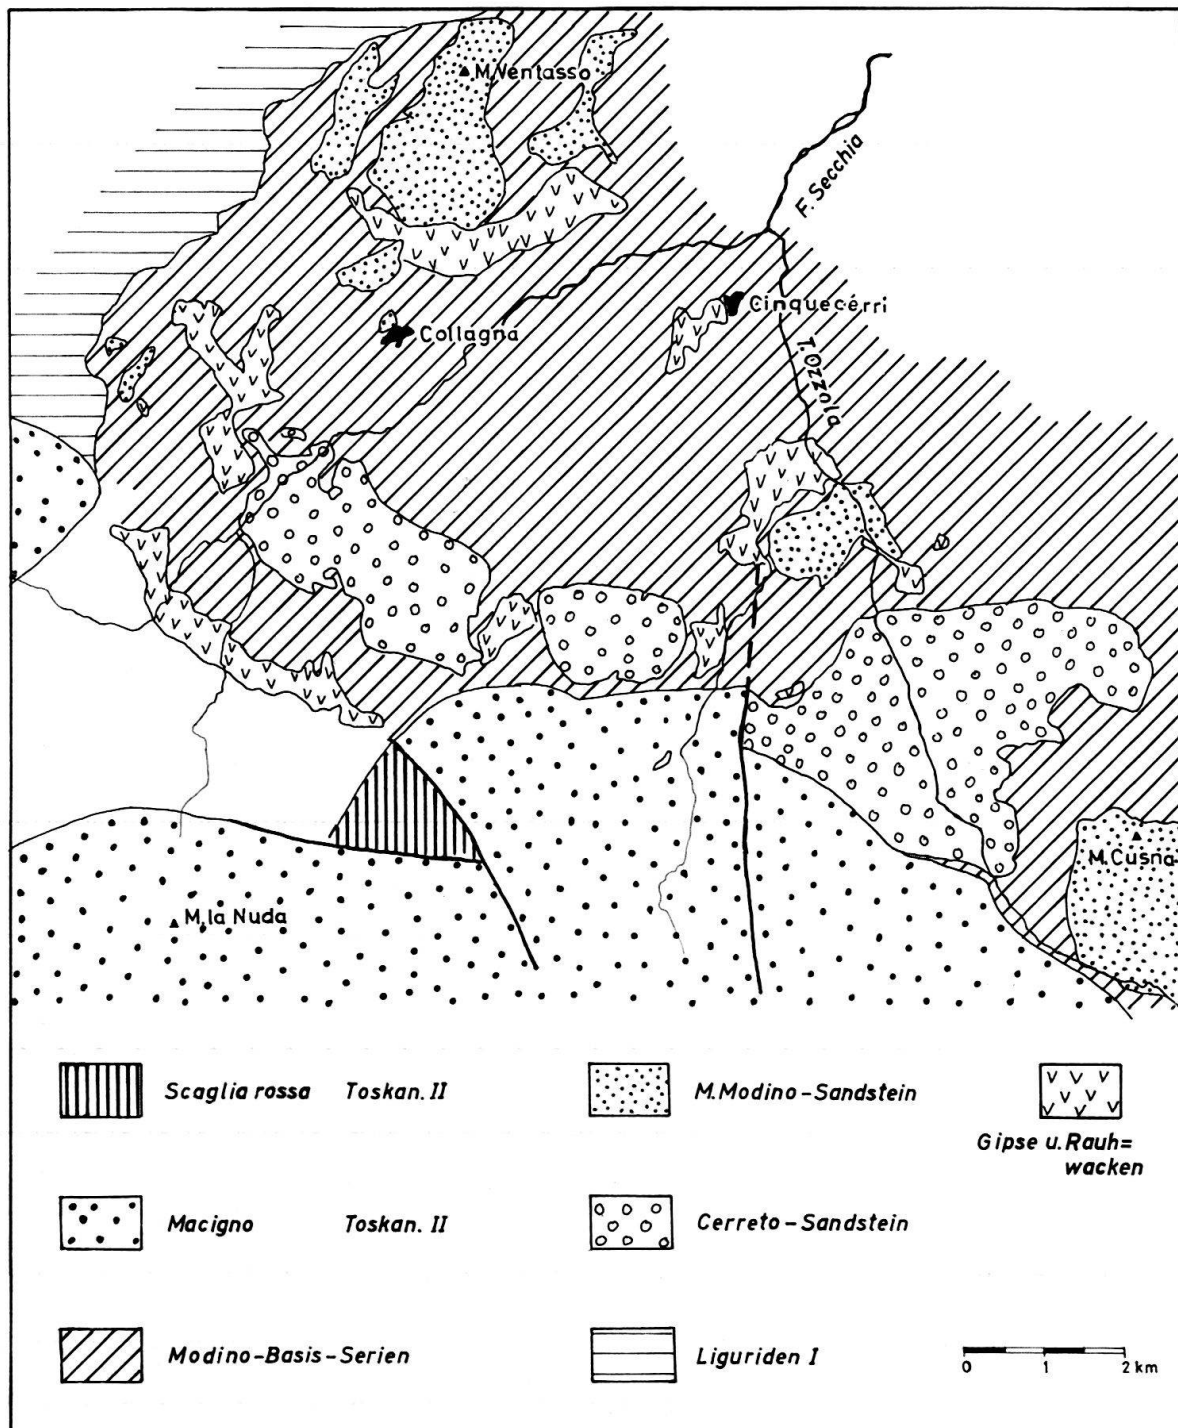 M. Ventasso
F. Secchia
Cinquecérri
Collagna
T. Ozzola
M. Cusna
M. la Nuda
Scaglia rossa Toskan. II
M. Modino-Sandstein
Gipse u. Rauh=
wacken
Macigno Toskan. II
Cerreto-Sandstein
Modino-Basis-Serien
Liguriden I
0 1 2 km